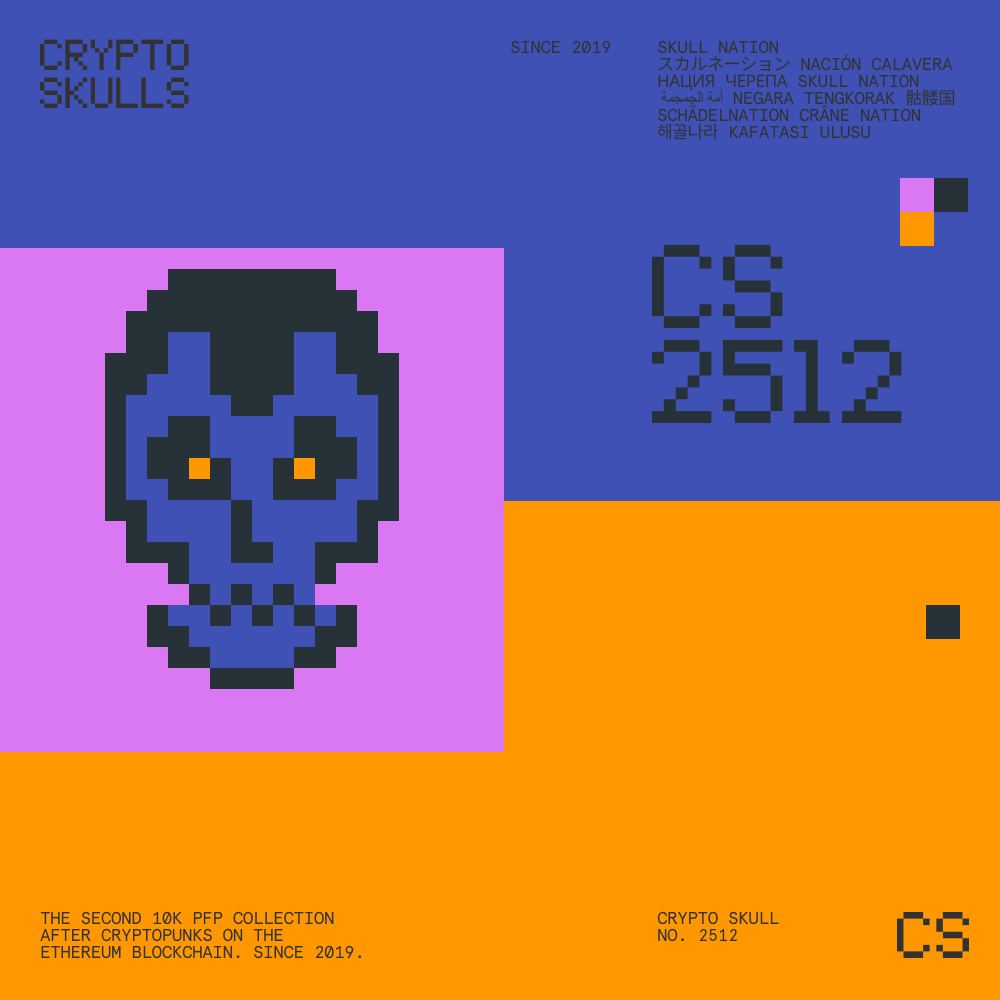 CRYPTO
SKULLS
SINCE 2019
SKULL NATION
スカルネーション NACIÓN CALAVERA
НАЦИЯ ЧЕРЕПА SKULL NATION
أمة الجمجمة NEGARA TENGKORAK 骷髅国
SCHÄDELNATION CRÂNE NATION
해골나라 KAFATASI ULUSU
CS
2512
THE SECOND 10K PFP COLLECTION
AFTER CRYPTOPUNKS ON THE
ETHEREUM BLOCKCHAIN. SINCE 2019.
CRYPTO SKULL
NO. 2512
CS